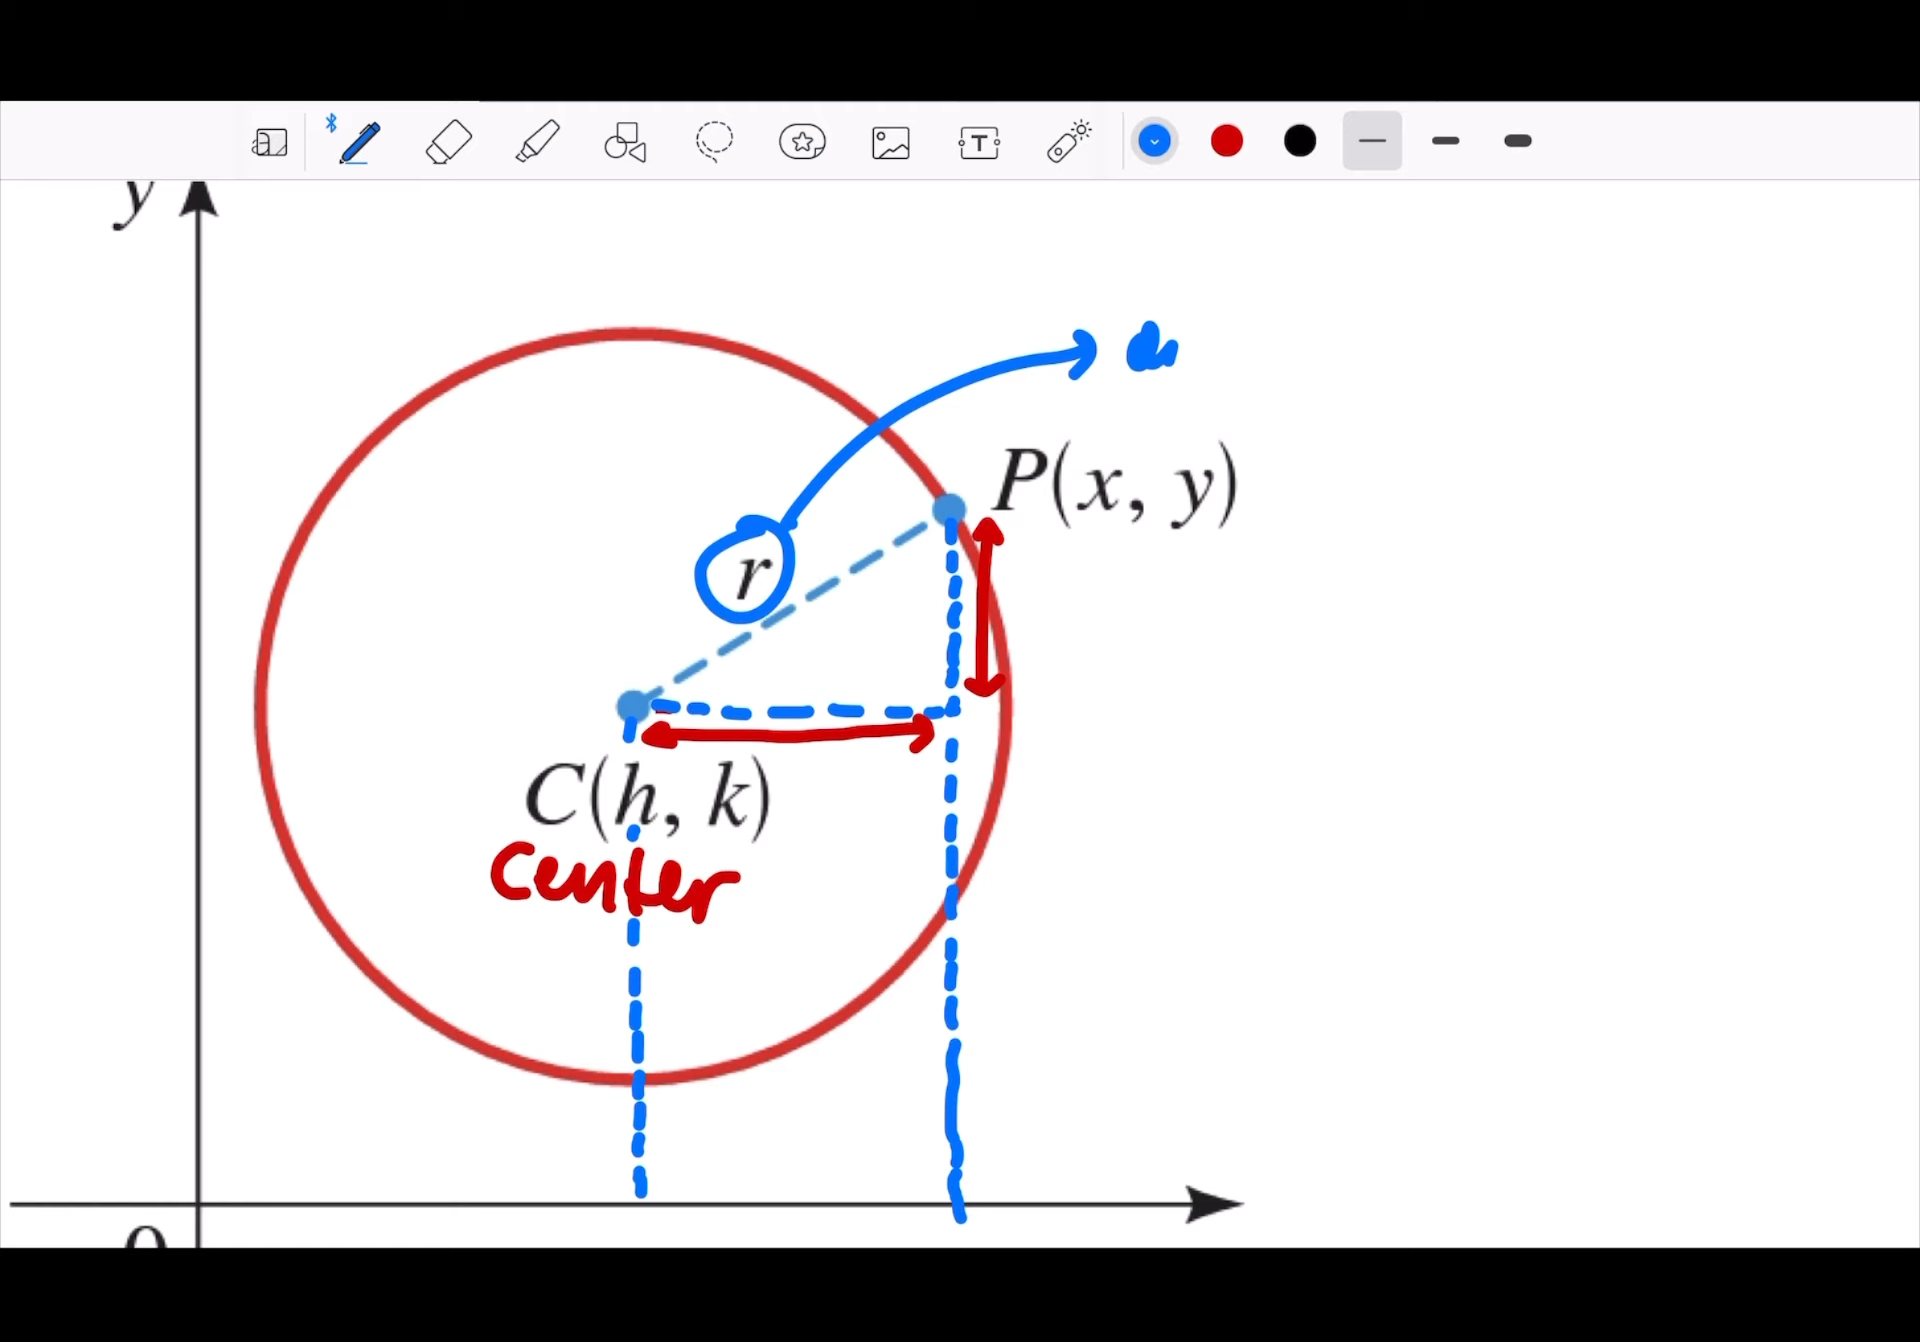 y
P(x, y)
r
C(h, k)
center